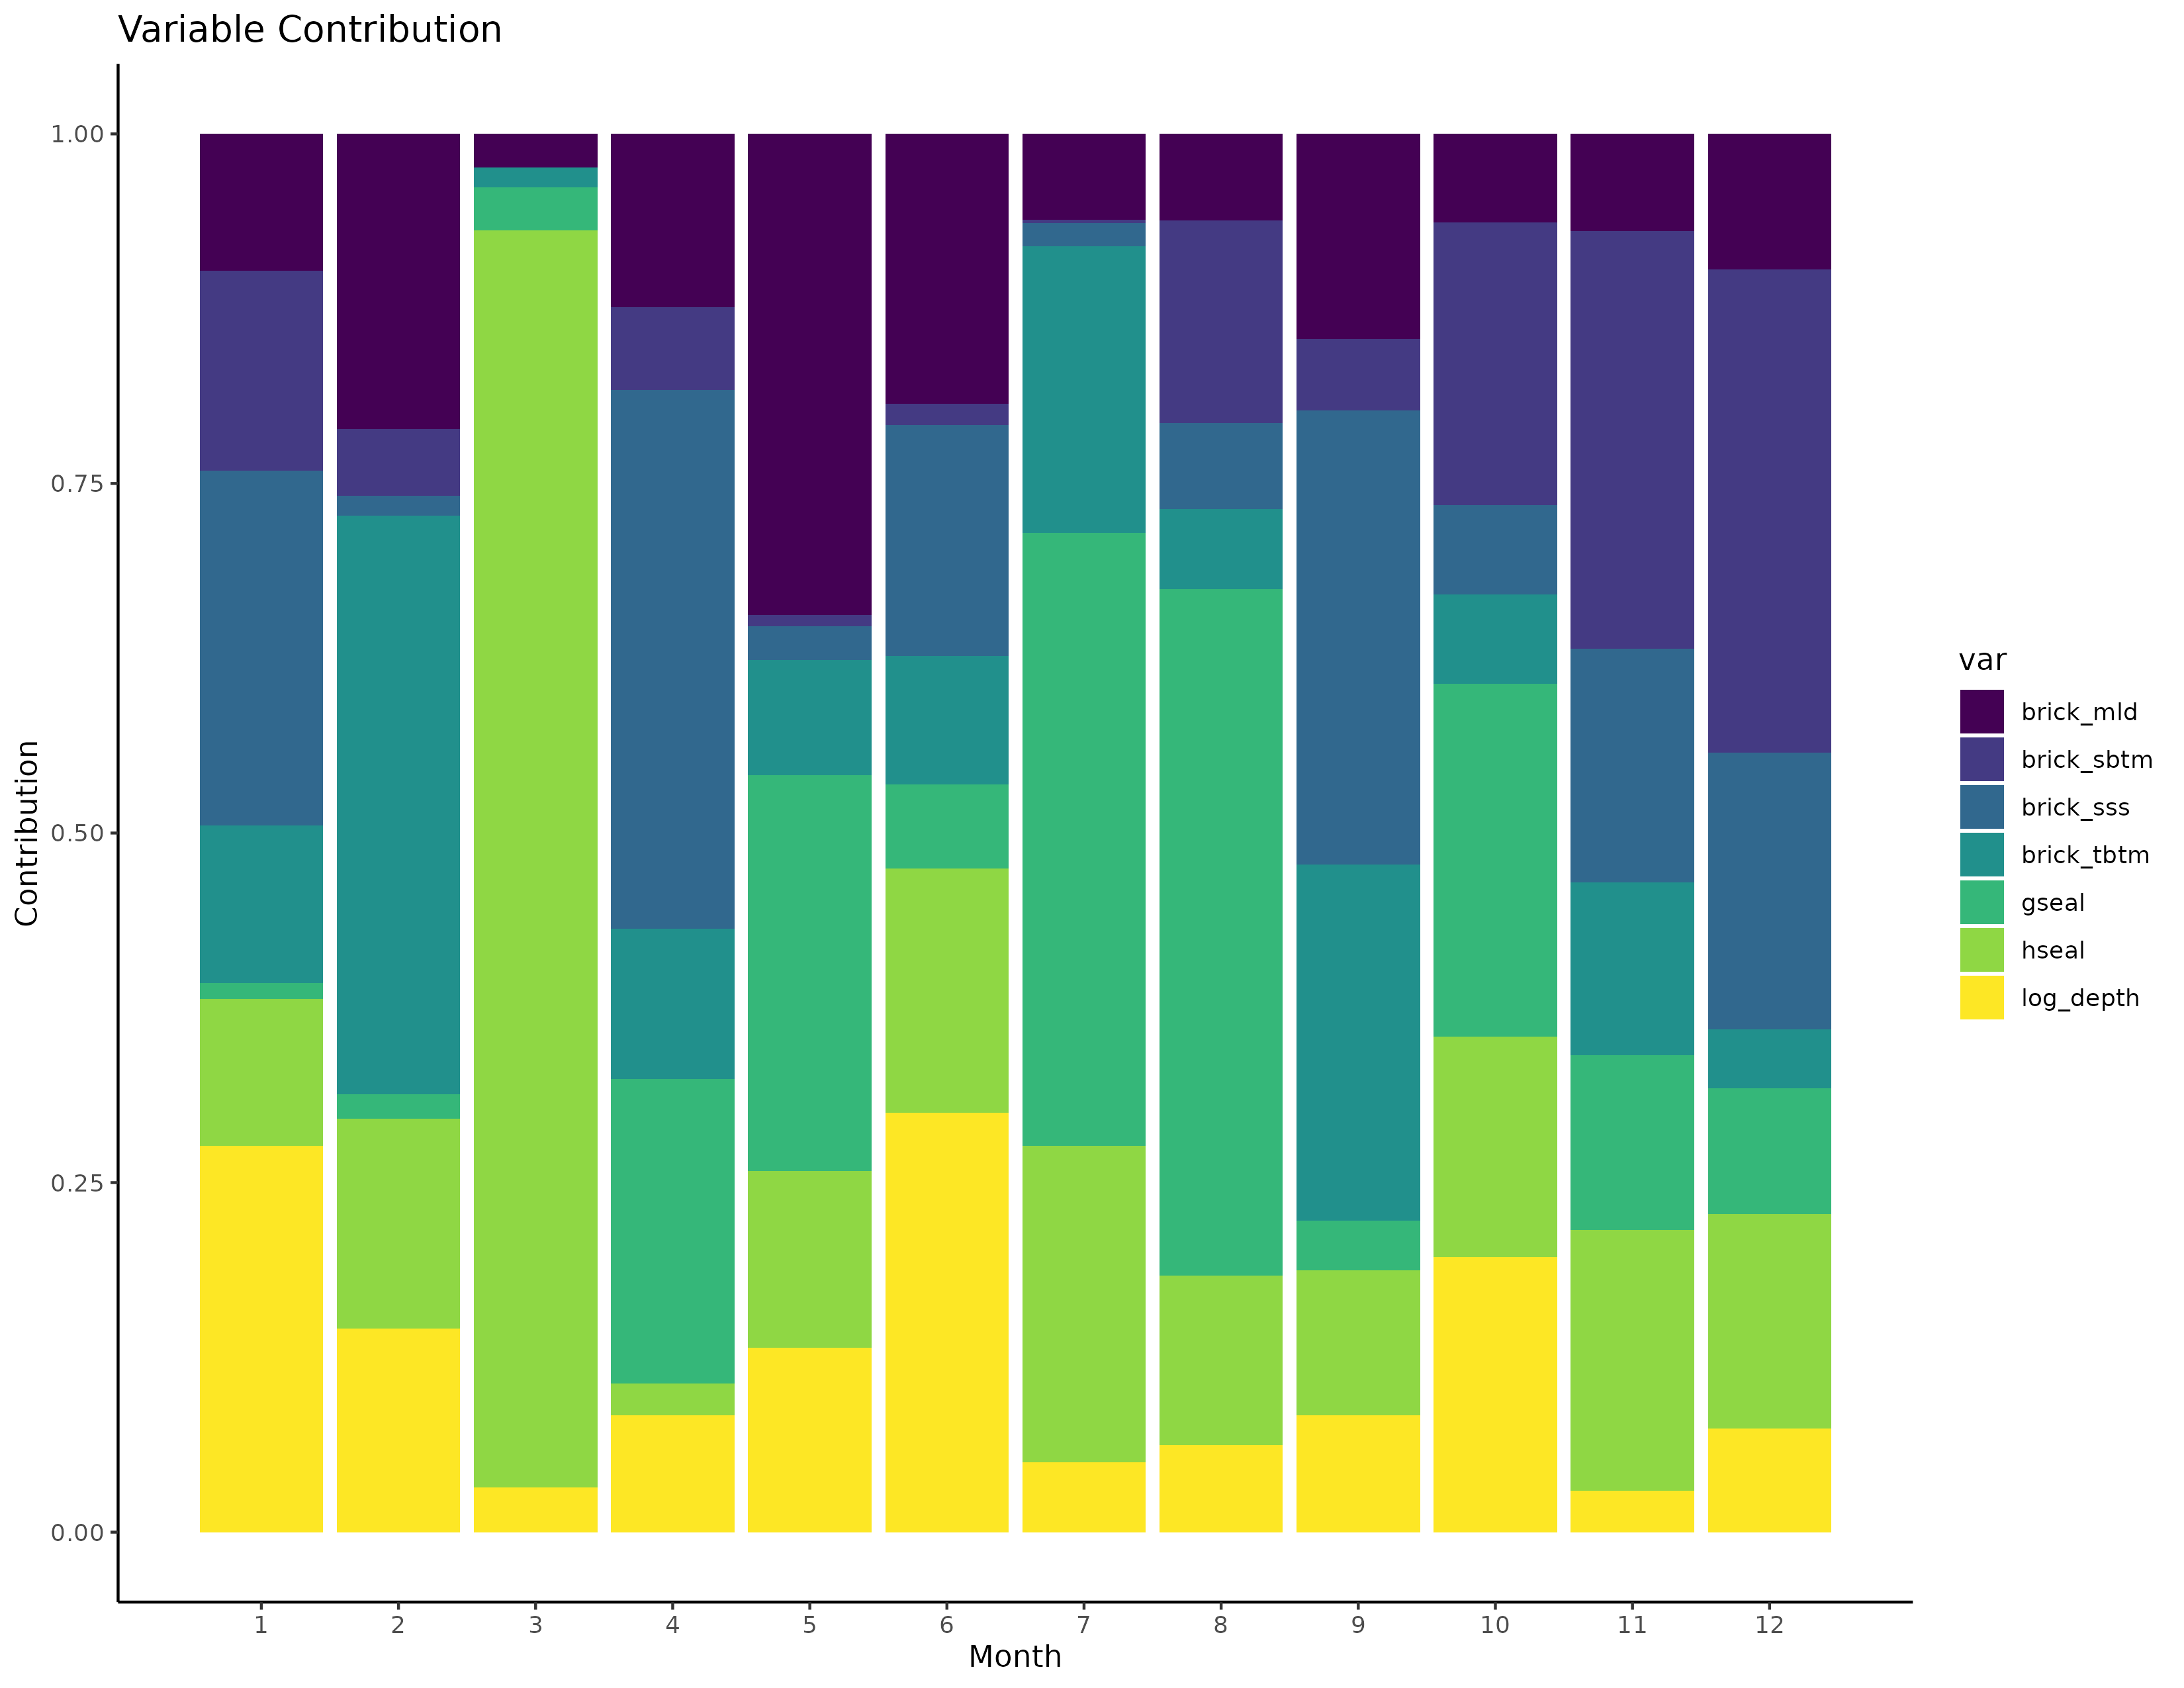 Variable Contribution
1.00
0.75
0.50
0.25
0.00
Contribution
1 2 3 4 5 6 7 8 9 10 11 12
Month
var
brick_mld
brick_sbtm
brick_sss
brick_tbtm
gseal
hseal
log_depth